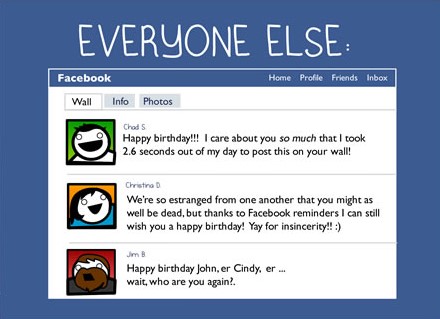 EVERYONE ELSE:
Facebook Home Profile Friends Inbox
Wall Info Photos
Chad S.
Happy birthday!!! I care about you so much that I took
2.6 seconds out of my day to post this on your wall!
Christina D.
We're so estranged from one another that you might as
well be dead, but thanks to Facebook reminders I can still
wish you a happy birthday! Yay for insincerity!! :)
Jim B.
Happy birthday John, er Cindy, er ...
wait, who are you again?.